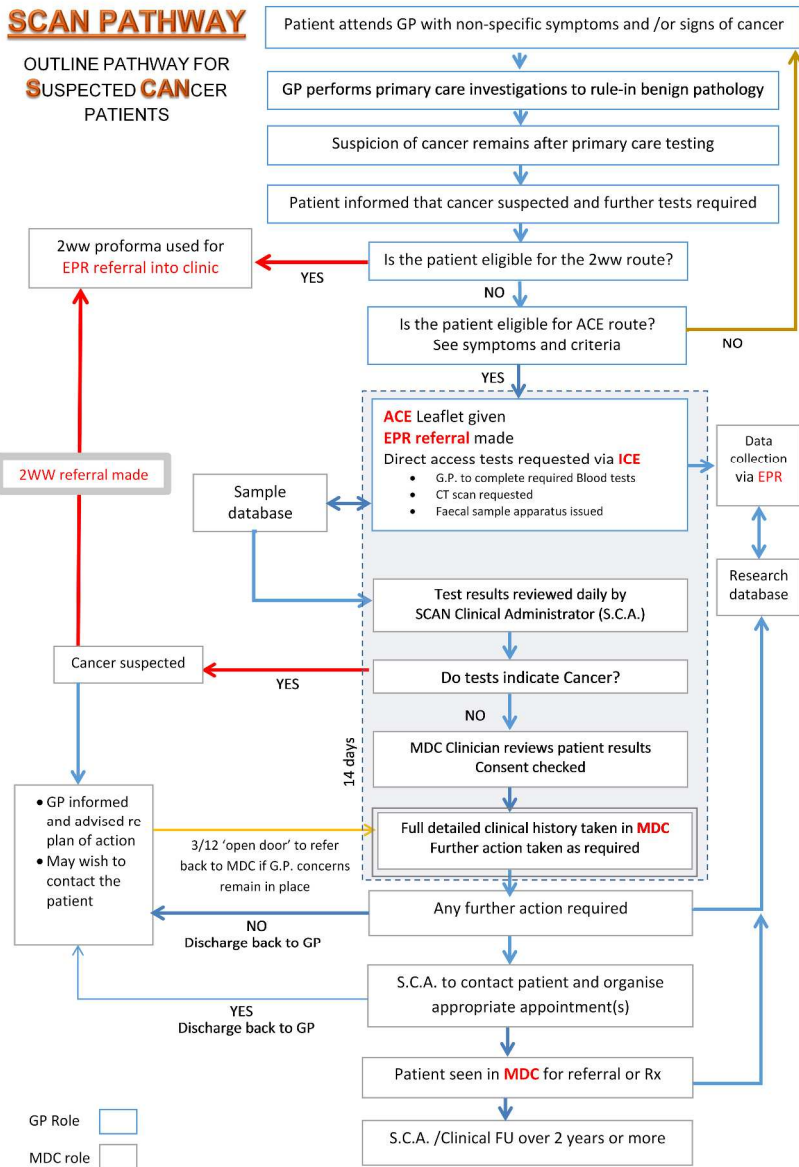 SCAN PATHWAY
OUTLINE PATHWAY FOR
SUSPECTED CANCER
PATIENTS
Patient attends GP with non-specific symptoms and /or signs of cancer
GP performs primary care investigations to rule-in benign pathology
Suspicion of cancer remains after primary care testing
Patient informed that cancer suspected and further tests required
2ww proforma used for
EPR referral into clinic
YES
Is the patient eligible for the 2ww route?
NO
Is the patient eligible for ACE route?
See symptoms and criteria
NO
YES
ACE Leaflet given
EPR referral made
Direct access tests requested via ICE
• G.P. to complete required Blood tests
• CT scan requested
• Faecal sample apparatus issued
Data
collection
via EPR
2WW referral made
Sample
database
Research
database
Test results reviewed daily by
SCAN Clinical Administrator (S.C.A.)
Cancer suspected
YES
Do tests indicate Cancer?
NO
14 days
MDC Clinician reviews patient results
Consent checked
• GP informed
and advised re
plan of action
• May wish to
contact the
patient
3/12 'open door' to refer
back to MDC if G.P. concerns
remain in place
Full detailed clinical history taken in MDC
Further action taken as required
Any further action required
NO
Discharge back to GP
S.C.A. to contact patient and organise
appropriate appointment(s)
YES
Discharge back to GP
Patient seen in MDC for referral or Rx
S.C.A. /Clinical FU over 2 years or more
GP Role
MDC role